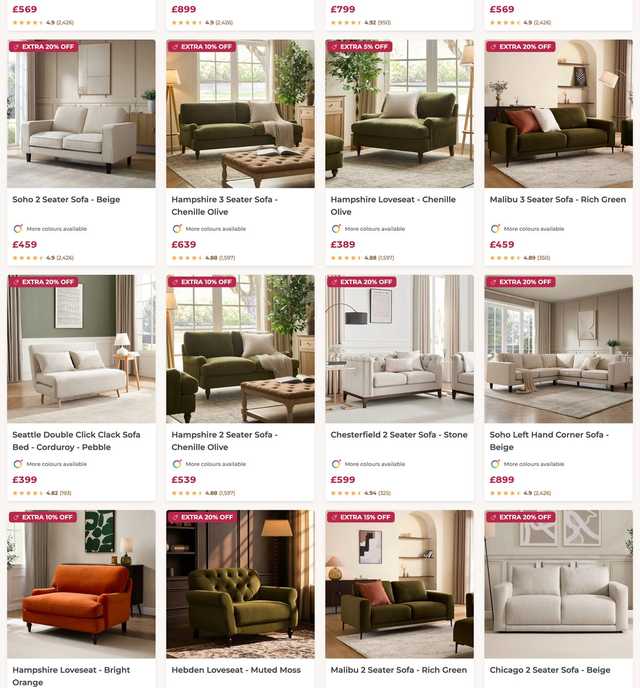 £569
£899
£799
£569
4.9 (2,426)
4.9 (2,426)
4.92 (950)
4.9 (2,426)
EXTRA 20% OFF
EXTRA 10% OFF
EXTRA 5% OFF
EXTRA 20% OFF
Soho 2 Seater Sofa - Beige
More colours available
£459
4.9 (2,426)
Hampshire 3 Seater Sofa -
Chenille Olive
More colours available
£639
4.88 (1,597)
Hampshire Loveseat - Chenille
Olive
More colours available
£389
4.88 (1,597)
Malibu 3 Seater Sofa - Rich Green
More colours available
£459
4.89 (350)
EXTRA 20% OFF
EXTRA 10% OFF
EXTRA 20% OFF
EXTRA 20% OFF
Seattle Double Click Clack Sofa
Bed - Corduroy - Pebble
More colours available
£399
4.82 (193)
Hampshire 2 Seater Sofa -
Chenille Olive
More colours available
£539
4.88 (1,597)
Chesterfield 2 Seater Sofa - Stone
More colours available
£599
4.94 (325)
Soho Left Hand Corner Sofa -
Beige
More colours available
£899
4.9 (2,426)
EXTRA 10% OFF
EXTRA 20% OFF
EXTRA 15% OFF
EXTRA 20% OFF
Hampshire Loveseat - Bright
Orange
Hebden Loveseat - Muted Moss
Malibu 2 Seater Sofa - Rich Green
Chicago 2 Seater Sofa - Beige